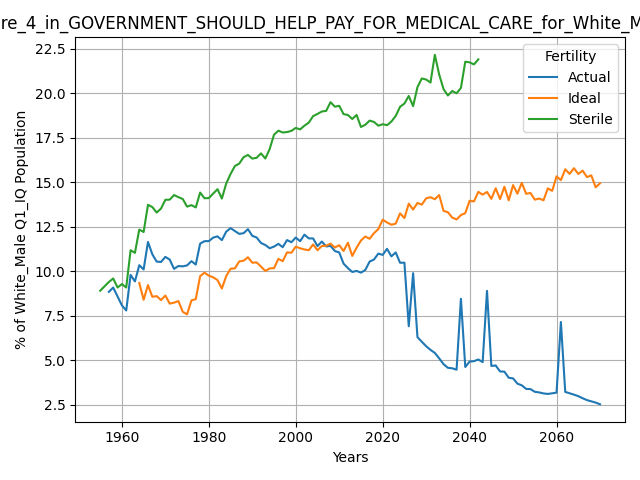 re_4_in_GOVERNMENT_SHOULD_HELP_PAY_FOR_MEDICAL_CARE_for_White_M
22.5
20.0
17.5
15.0
12.5
10.0
7.5
5.0
2.5
% of White_Male Q1_IQ Population
Fertility
Actual
Ideal
Sterile
1960 1980 2000 2020 2040 2060
Years